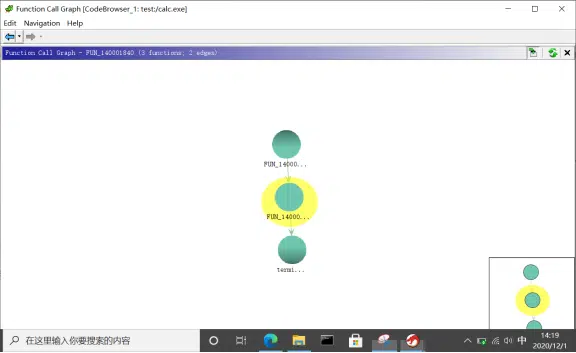 Function Call Graph [CodeBrowser_1: test:/calc.exe]
Edit Navigation Help
Function Call Graph - FUN_140001840 (3 functions; 2 edges)
FUN_14000...
FUN_14000...
termi...
在这里输入你要搜索的内容
中
14:19
2020/12/1